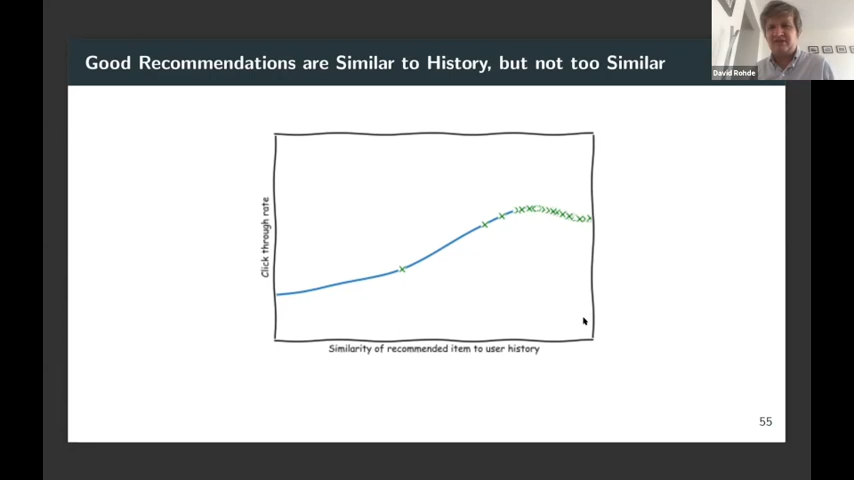 Good Recommendations are Similar to History, but not too Similar
David Rohde
Click through rate
Similarity of recommended item to user history
55